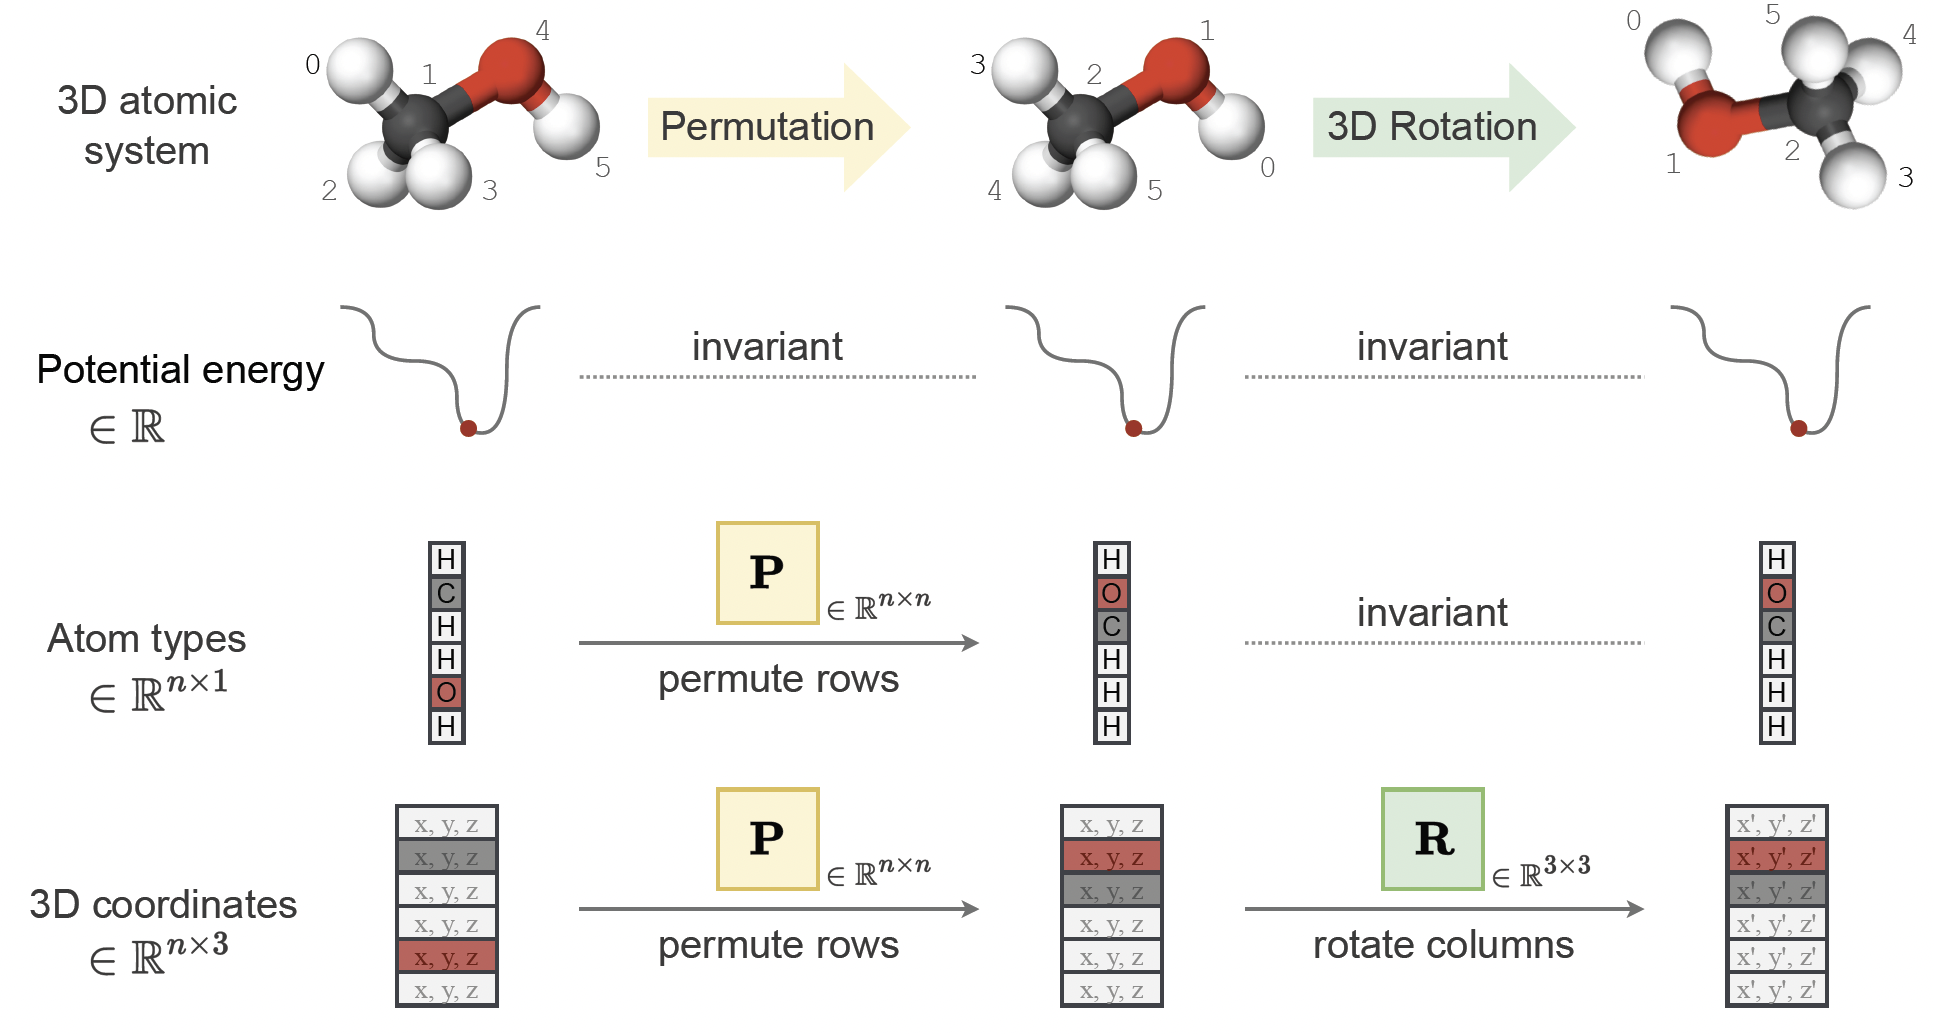 3D atomic
system
0
1
4
2
3
5
Permutation
3
2
1
4
5
0
3D Rotation
0
5
4
1
2
3
Potential energy
∈ ℝ
invariant
invariant
Atom types
∈ ℝ^{n×1}
H
C
H
H
O
H
P
∈ ℝ^{n×n}
permute rows
H
O
C
H
H
H
invariant
H
O
C
H
H
H
3D coordinates
∈ ℝ^{n×3}
x, y, z
x, y, z
x, y, z
x, y, z
x, y, z
x, y, z
P
∈ ℝ^{n×n}
permute rows
x, y, z
x, y, z
x, y, z
x, y, z
x, y, z
x, y, z
R
∈ ℝ^{3×3}
rotate columns
x', y', z'
x', y', z'
x', y', z'
x', y', z'
x', y', z'
x', y', z'